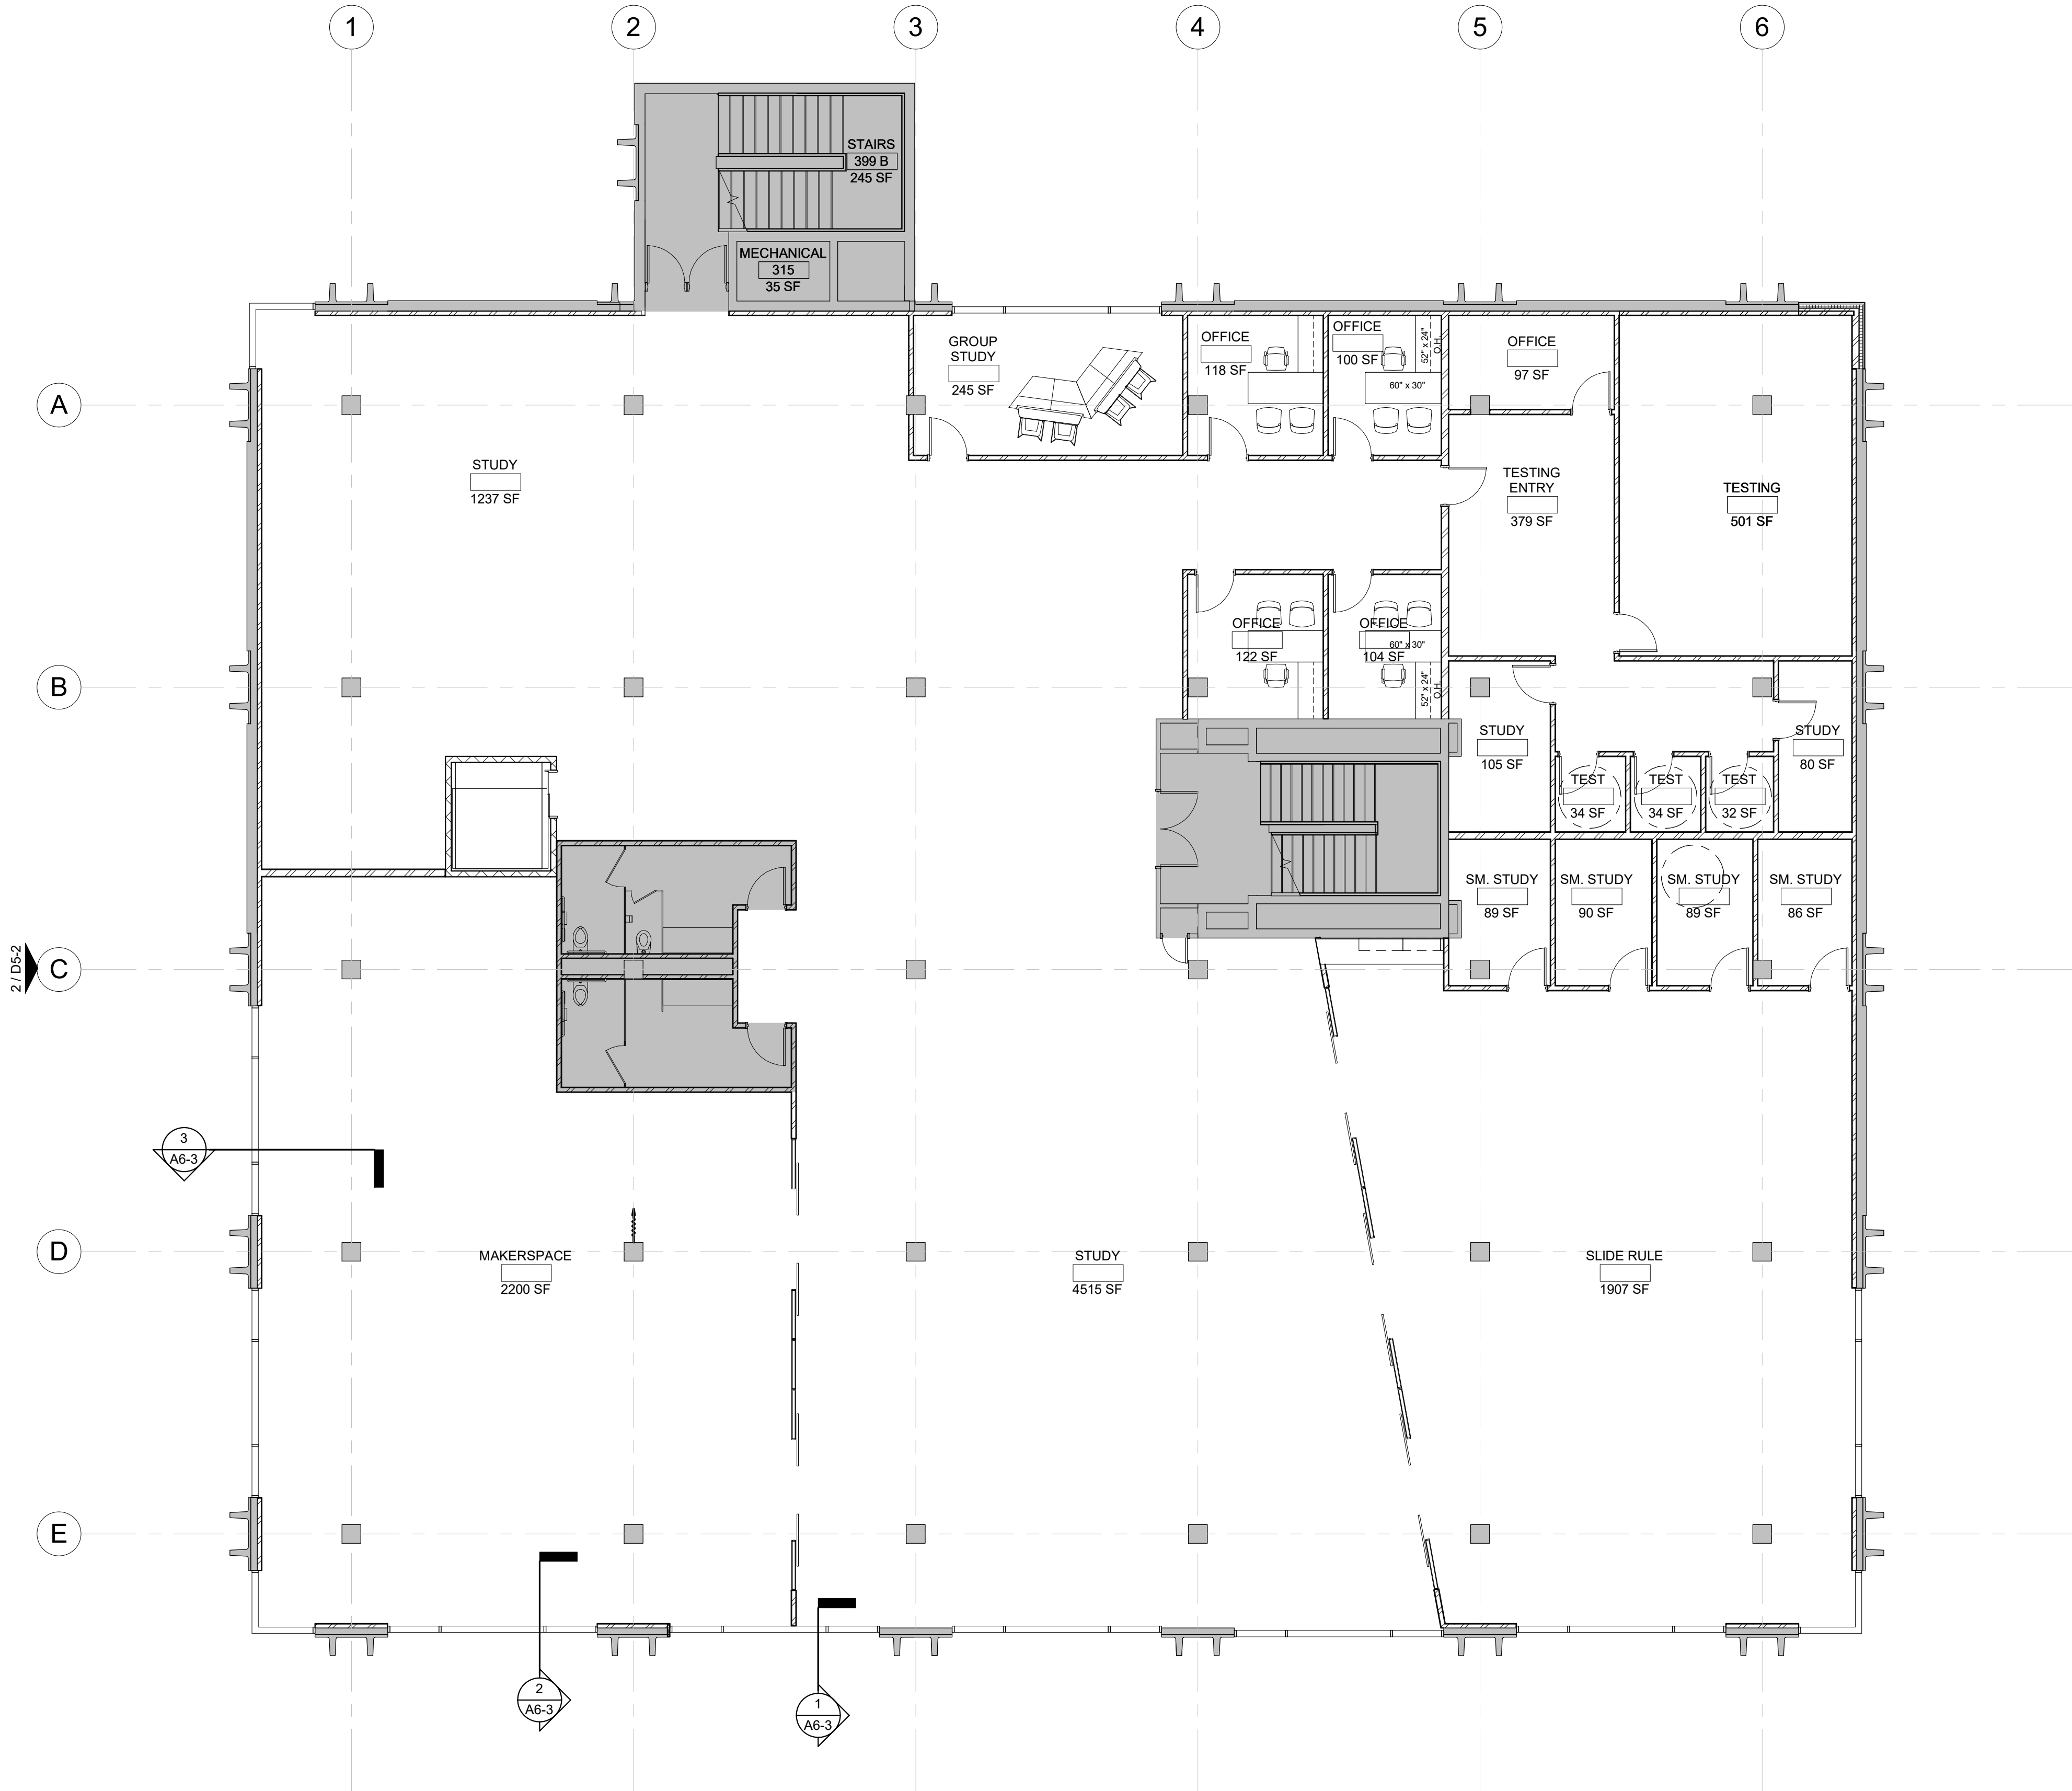 1
2
3
4
5
6
STAIRS
399 B
245 SF
MECHANICAL
315
35 SF
GROUP
STUDY
245 SF
OFFICE
118 SF
OFFICE
100 SF
52" x 24"
O.H.
60" x 30"
OFFICE
97 SF
A
STUDY
1237 SF
TESTING
ENTRY
379 SF
TESTING
501 SF
OFFICE
122 SF
OFFICE
60" x 30"
104 SF
52" x 24"
O.H.
B
STUDY
105 SF
STUDY
80 SF
TEST
34 SF
TEST
34 SF
TEST
32 SF
SM. STUDY
89 SF
SM. STUDY
90 SF
SM. STUDY
89 SF
SM. STUDY
86 SF
2 / D5-2
C
3
A6-3
D
MAKERSPACE
2200 SF
STUDY
4515 SF
SLIDE RULE
1907 SF
E
2
A6-3
1
A6-3